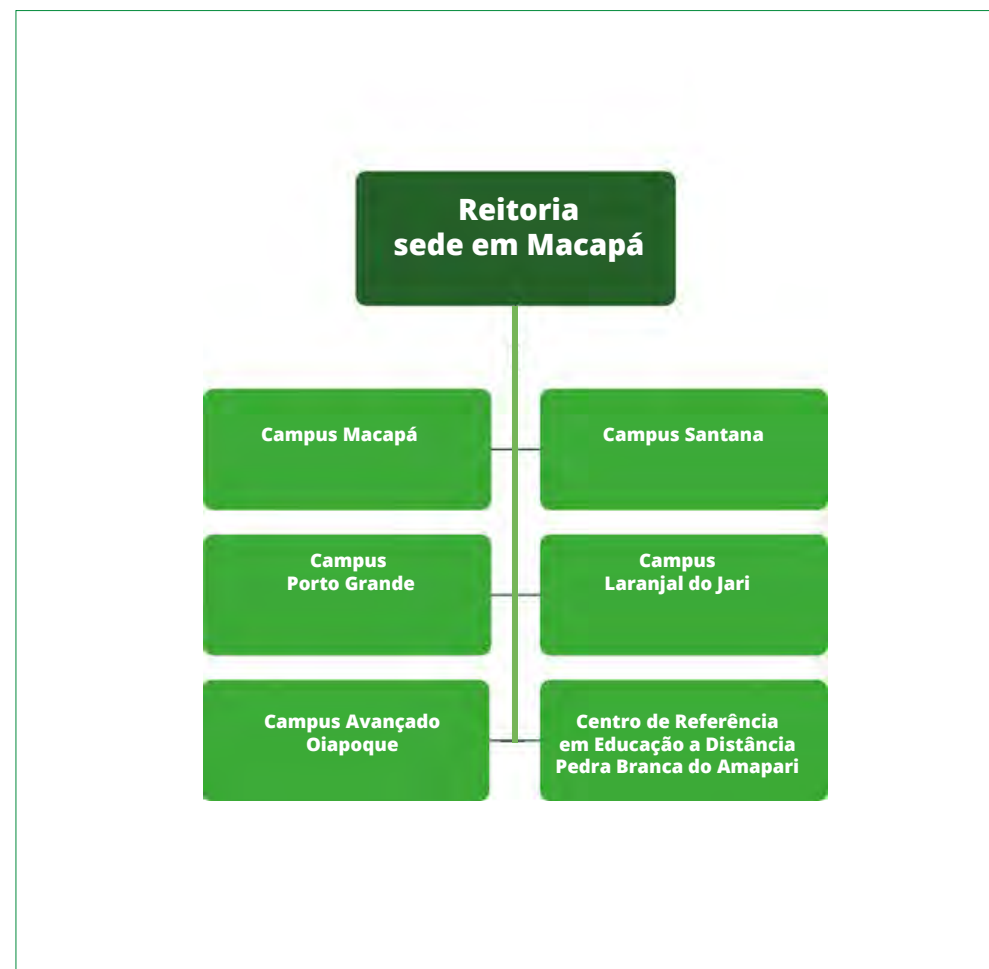 Reitoria
sede em Macapá
Campus Macapá
Campus Santana
Campus
Porto Grande
Campus
Laranjal do Jari
Campus Avançado
Oiapoque
Centro de Referência
em Educação a Distância
Pedra Branca do Amapari